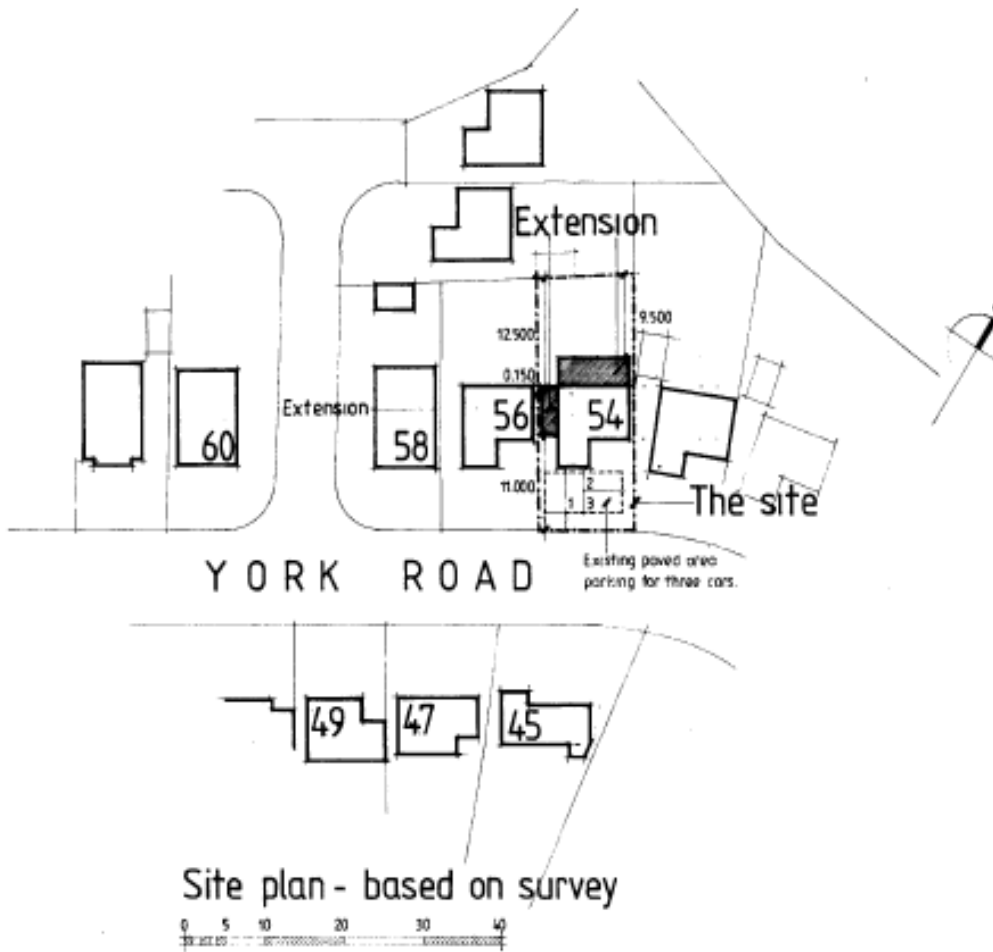 Extension
9.500
12.500
0.150
Extension
60
58
56
54
11.000
1
2
3
The site
Existing paved area
parking for three cars.
YORK ROAD
49
47
45
Site plan - based on survey
0 5 10 20 30 40